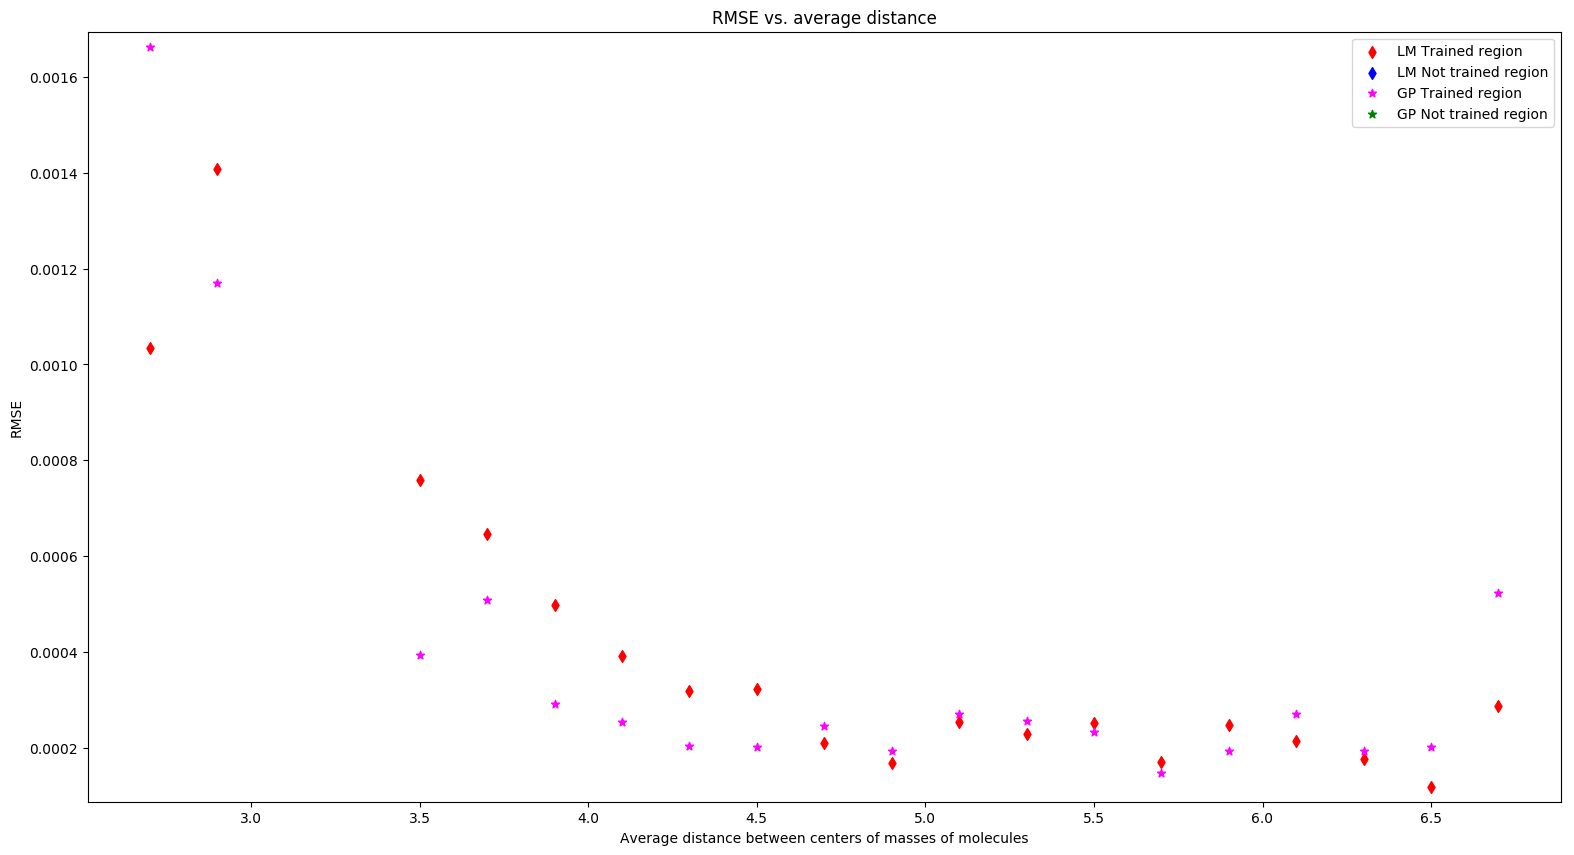 RMSE vs. average distance
LM Trained region
LM Not trained region
GP Trained region
GP Not trained region
0.0016
0.0014
0.0012
0.0010
0.0008
0.0006
0.0004
0.0002
RMSE
3.0 3.5 4.0 4.5 5.0 5.5 6.0 6.5
Average distance between centers of masses of molecules